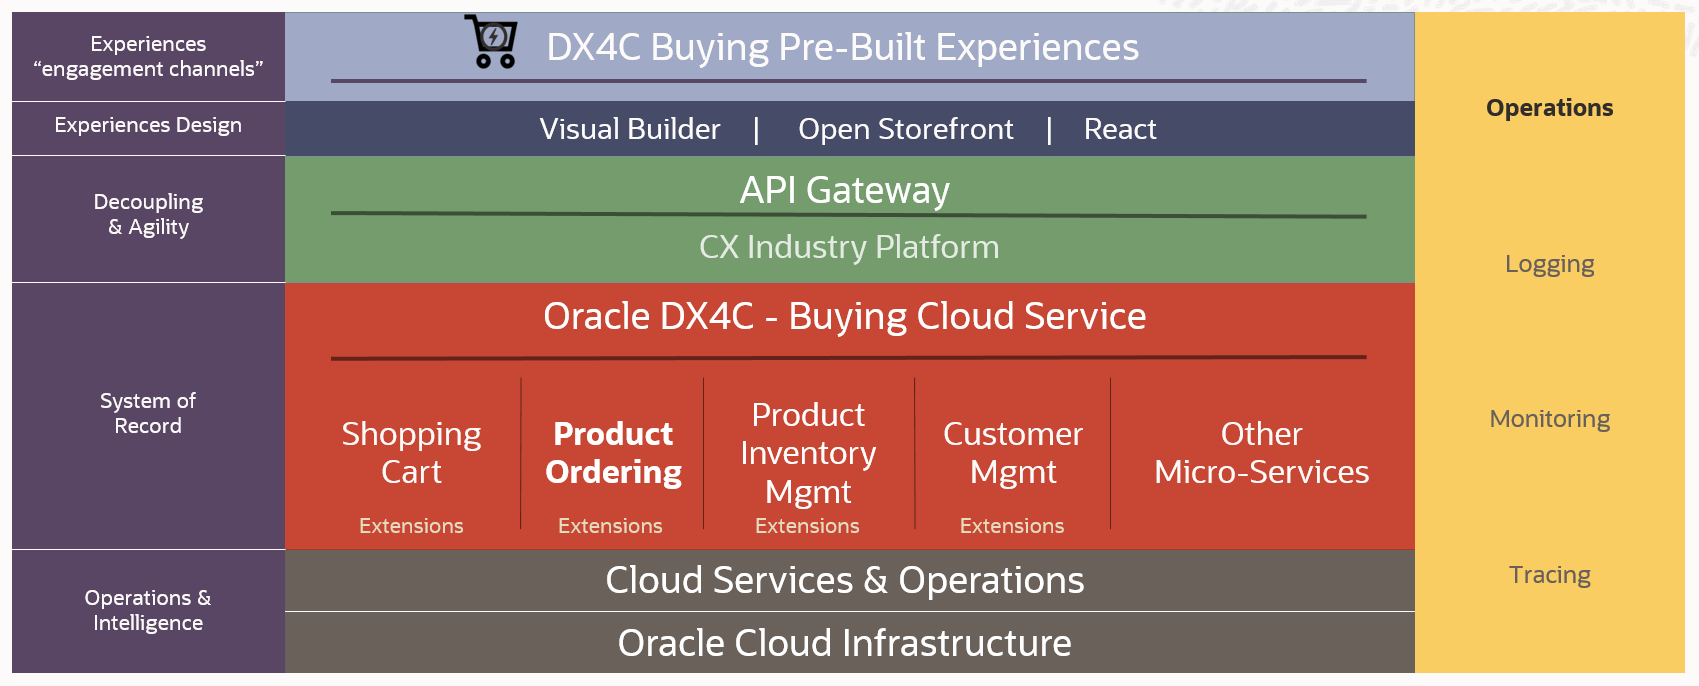 Experiences
“engagement channels”
DX4C Buying Pre-Built Experiences
Experiences Design
Visual Builder | Open Storefront | React
Decoupling
& Agility
API Gateway
CX Industry Platform
System of
Record
Oracle DX4C - Buying Cloud Service
Shopping
Cart
Extensions
Product
Ordering
Extensions
Product
Inventory
Mgmt
Extensions
Customer
Mgmt
Extensions
Other
Micro-Services
Operations &
Intelligence
Cloud Services & Operations
Oracle Cloud Infrastructure
Operations
Logging
Monitoring
Tracing